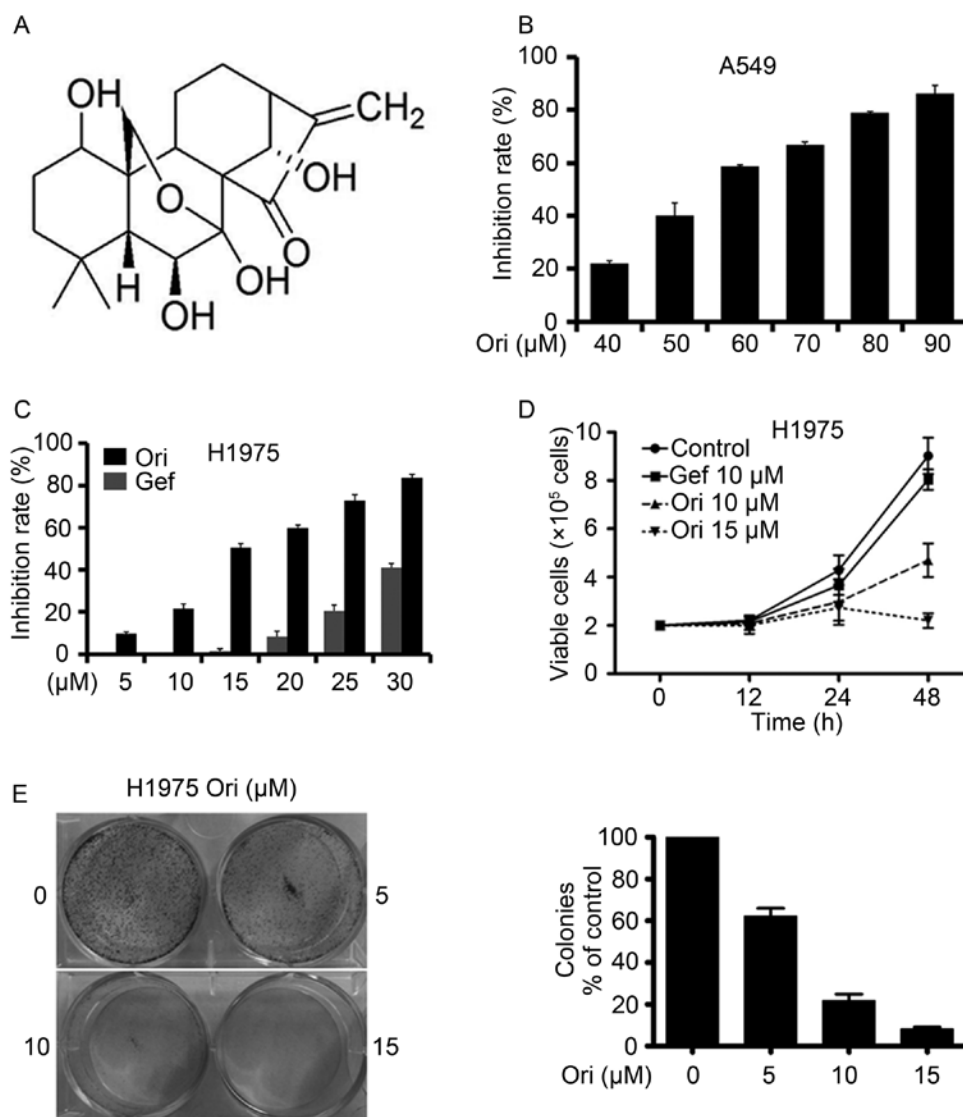 A
OH
CH₂
O
OH
O
H
OH
OH
B
A549
Inhibition rate (%)
100
80
60
40
20
0
Ori (μM) 40 50 60 70 80 90
C
H1975
Ori
Gef
Inhibition rate (%)
100
80
60
40
20
0
(μM) 5 10 15 20 25 30
D
H1975
Control
Gef 10 μM
Ori 10 μM
Ori 15 μM
Viable cells (×10⁵ cells)
10
8
6
4
2
0
0 12 24 48
Time (h)
E
H1975 Ori (μM)
0
5
10
15
Colonies
% of control
100
80
60
40
20
0
Ori (μM) 0 5 10 15